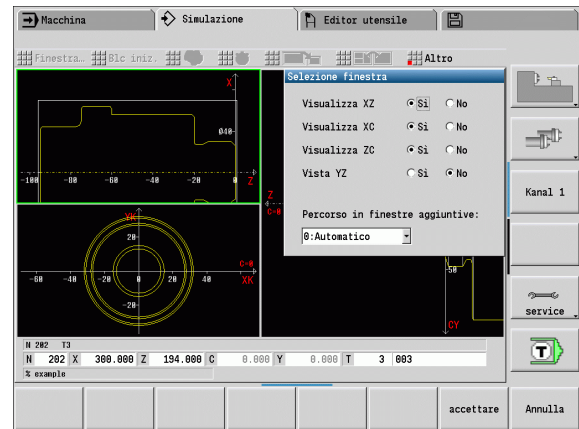 Macchina
Simulazione
Editor utensile
Finestra…
Blc iniz.
Altro
Selezione finestra
Visualizza XZ Sì No
Visualizza XC Sì No
Visualizza ZC Sì No
Vista YZ Sì No
Percorso in finestre aggiuntive:
0:Automatico
X
Ø40
-100 -80 -60 -40 -20 0 Z
Z
C=0
YK
20
C=0
-60 -40 -20 0 20 40 XK
-20
50
CY
Kanal 1
service
T
N 202 T3
N 202 X 300.000 Z 194.000 C 0.000 Y 0.000 T 3 003
% example
accettare
Annulla